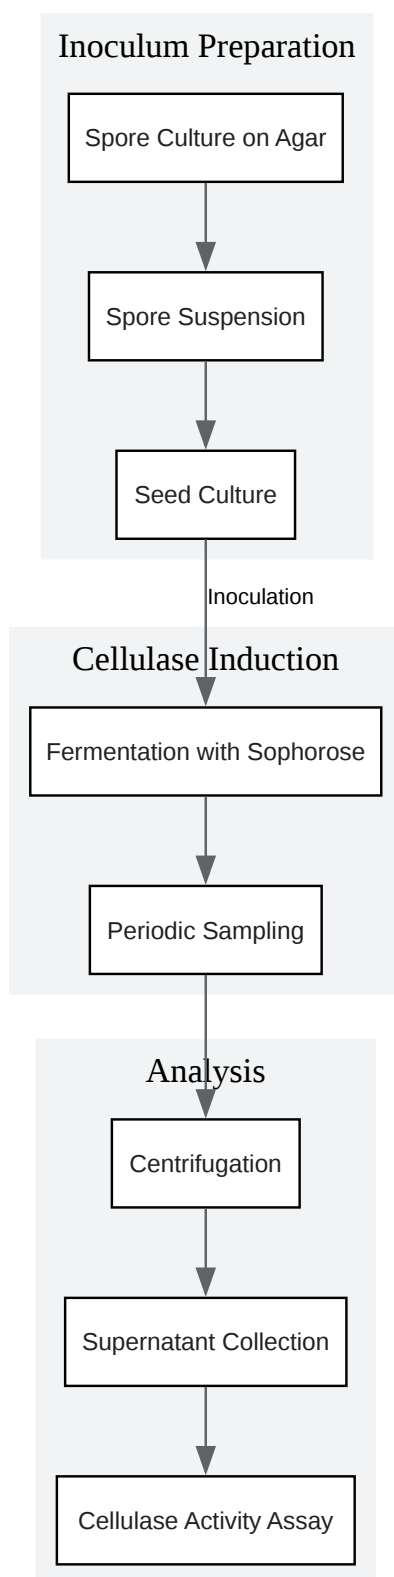 Inoculum Preparation
Spore Culture on Agar
Spore Suspension
Seed Culture
Inoculation
Cellulase Induction
Fermentation with Sophorose
Periodic Sampling
Analysis
Centrifugation
Supernatant Collection
Cellulase Activity Assay